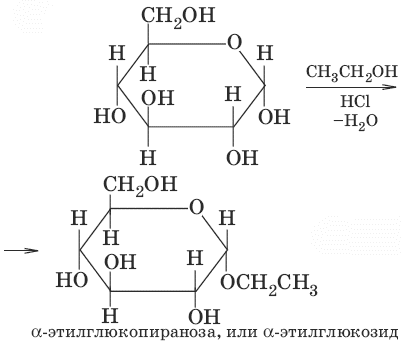 CH₂OH
H O H
H CH₃CH₂OH
OH H HCl
HO OH –H₂O
H OH
CH₂OH
H O H
H
OH H
HO OCH₂CH₃
H OH
α-этилглюкопираноза, или α-этилглюкозид